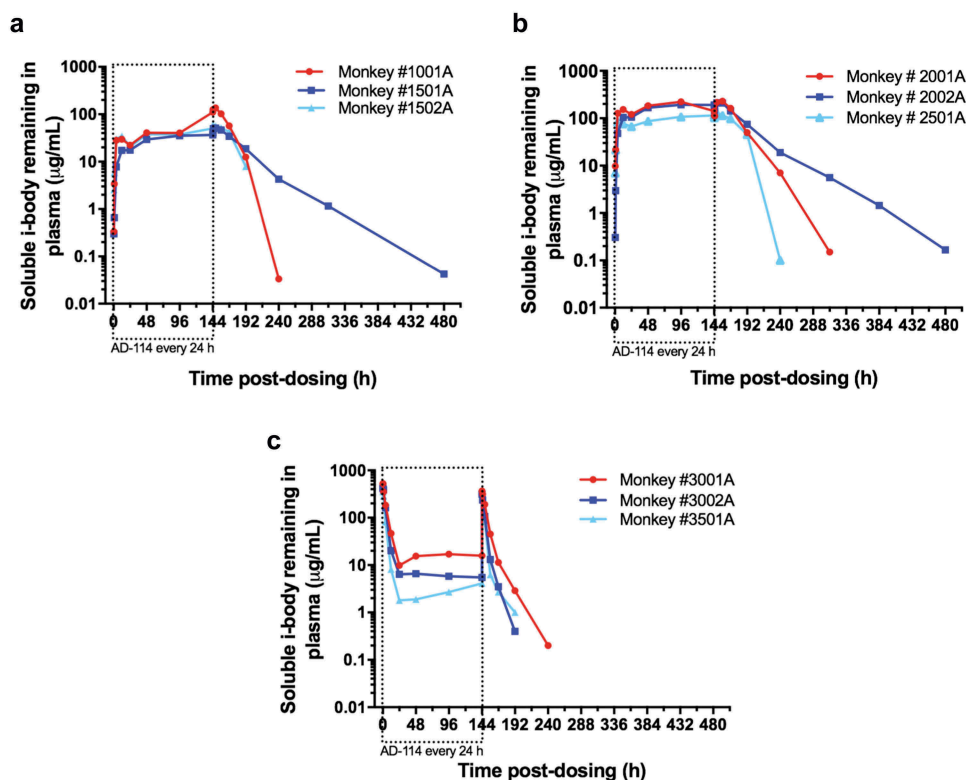 a
Soluble i-body remaining in
plasma (µg/mL)
1000
100
10
1
0.1
0.01
0 48 96 144 192 240 288 336 384 432 480
AD-114 every 24 h
Time post-dosing (h)
Monkey #1001A
Monkey #1501A
Monkey #1502A
b
Soluble i-body remaining in
plasma (µg/mL)
1000
100
10
1
0.1
0.01
0 48 96 144 192 240 288 336 384 432 480
AD-114 every 24 h
Time post-dosing (h)
Monkey # 2001A
Monkey # 2002A
Monkey # 2501A
c
Soluble i-body remaining in
plasma (µg/mL)
1000
100
10
1
0.1
0.01
0 48 96 144 192 240 288 336 384 432 480
AD-114 every 24 h
Time post-dosing (h)
Monkey #3001A
Monkey #3002A
Monkey #3501A